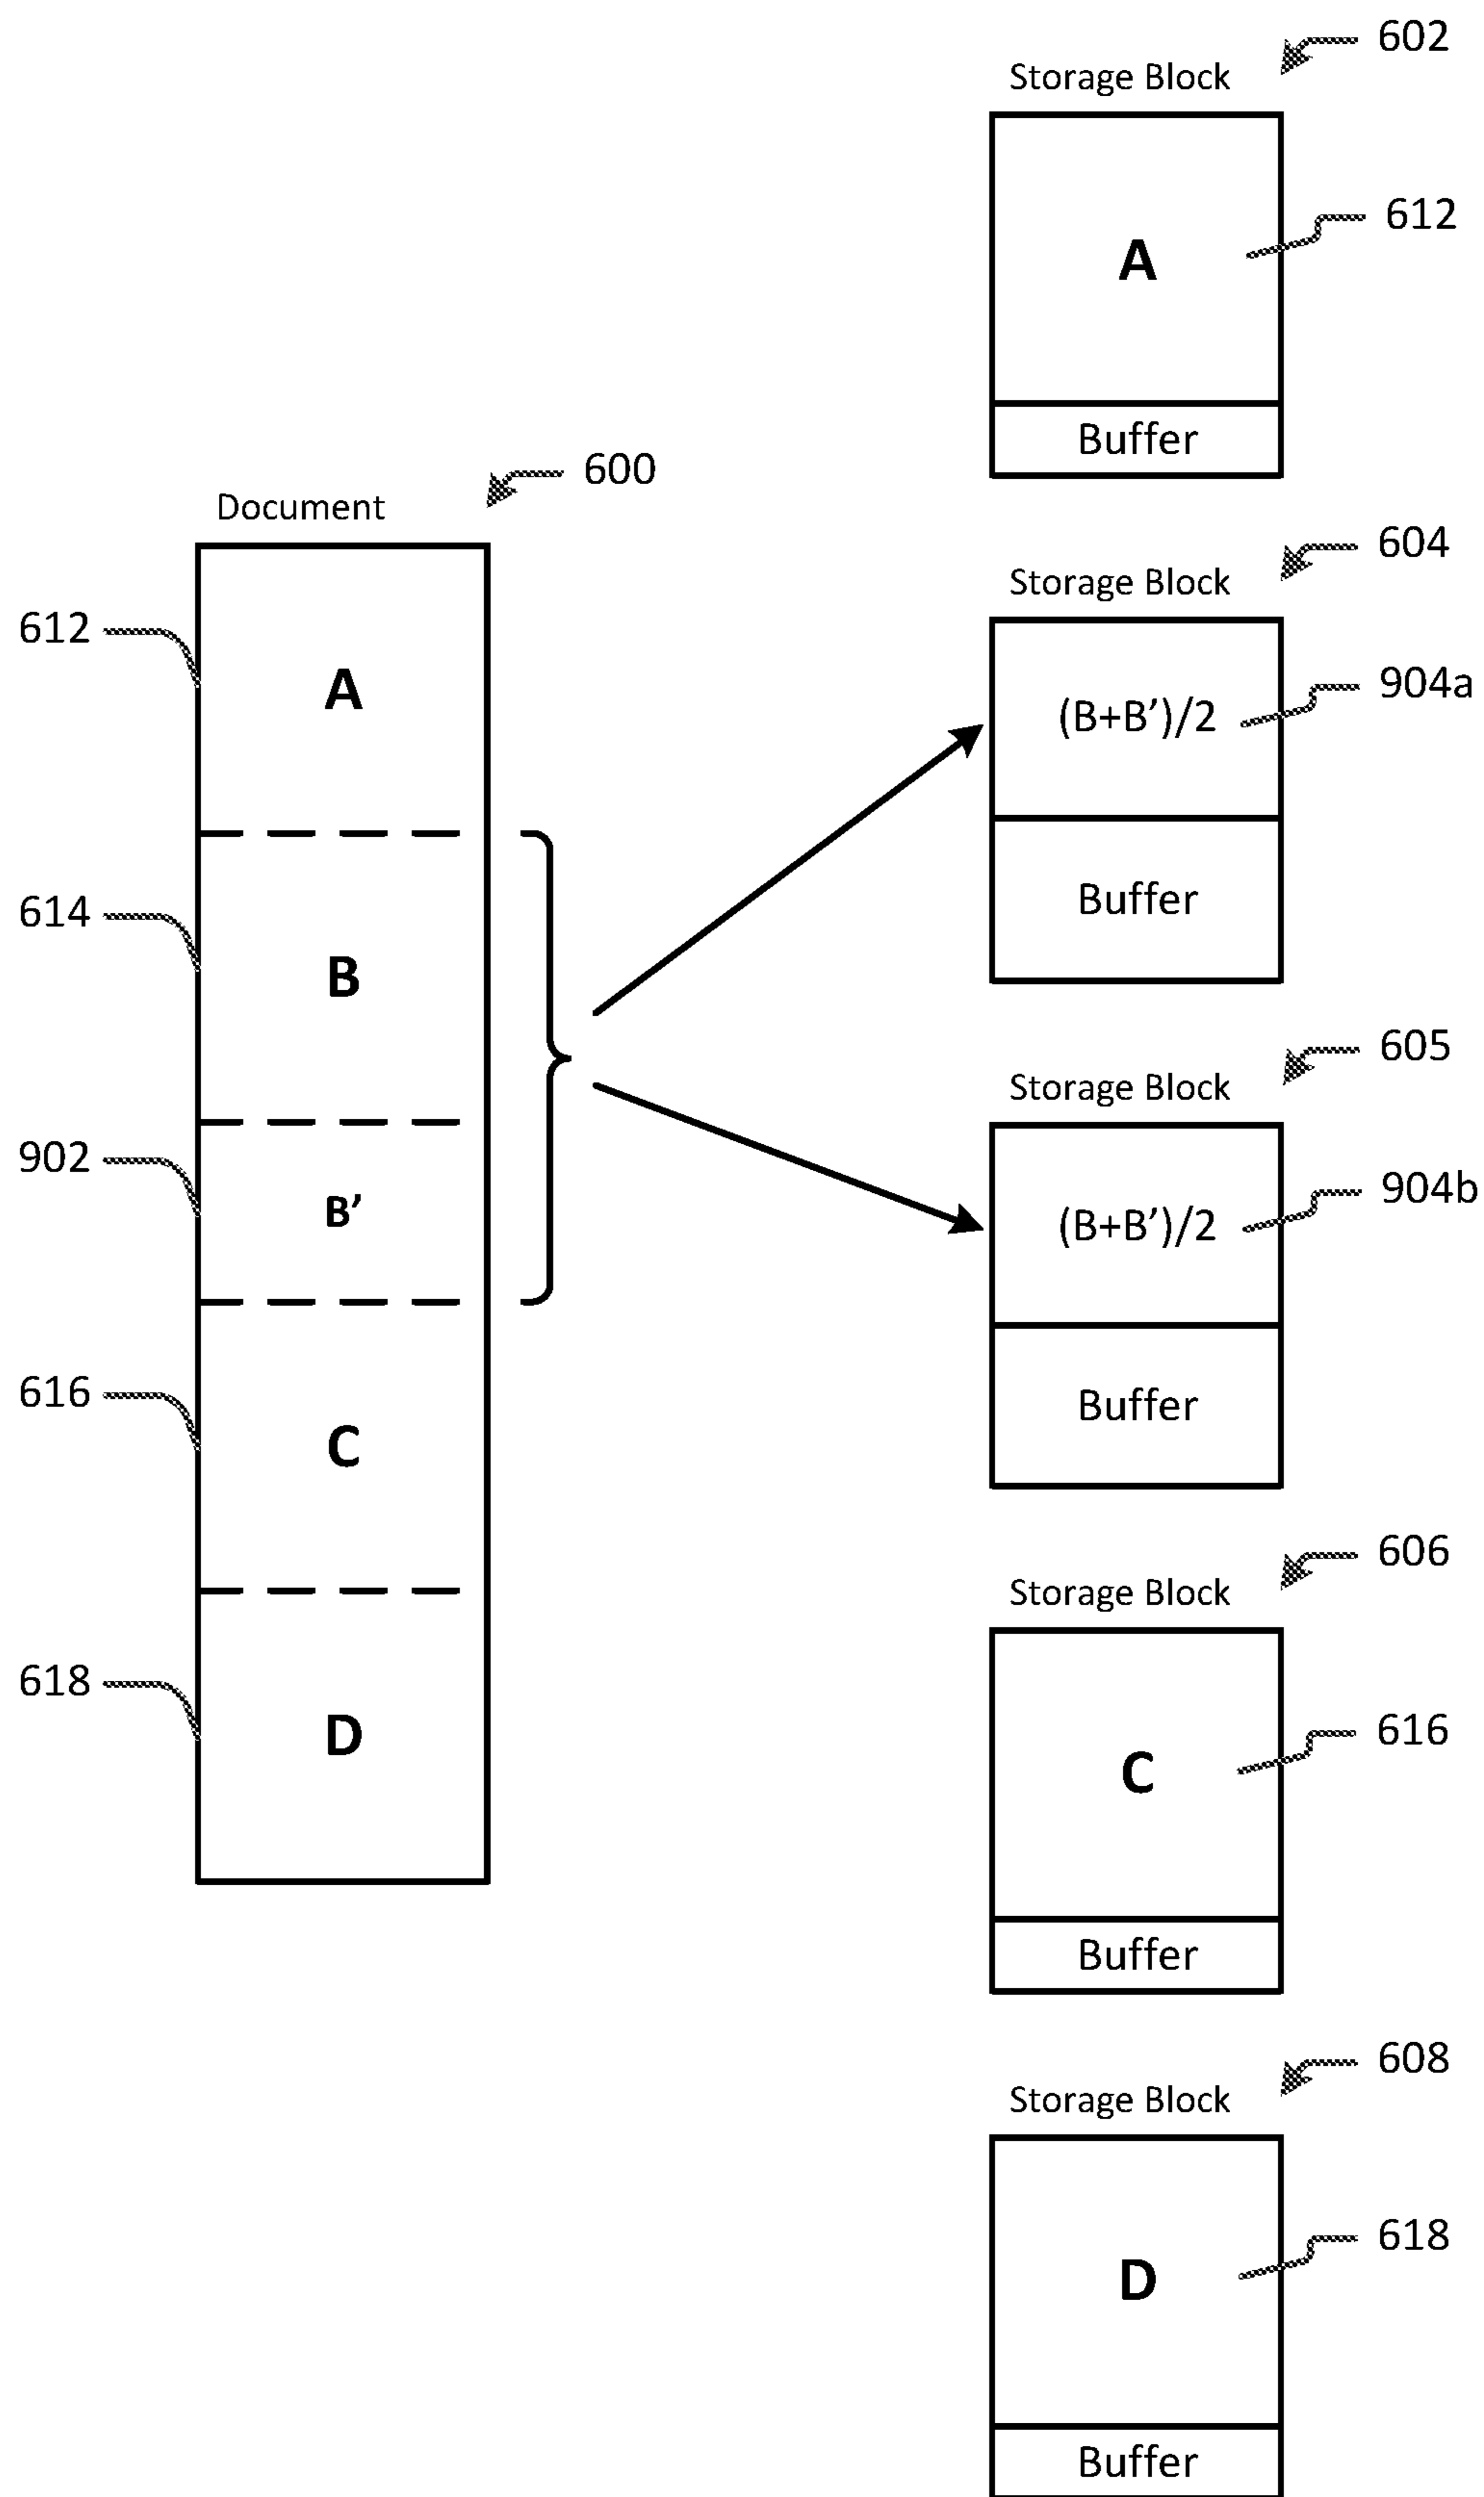 602
Storage Block
612
A
Buffer
600
Document
604
Storage Block
612
904a
A
(B+B’)/2
Buffer
614
B
605
Storage Block
902
904b
B’
(B+B’)/2
616
Buffer
C
606
Storage Block
618
616
D
C
Buffer
608
Storage Block
618
D
Buffer